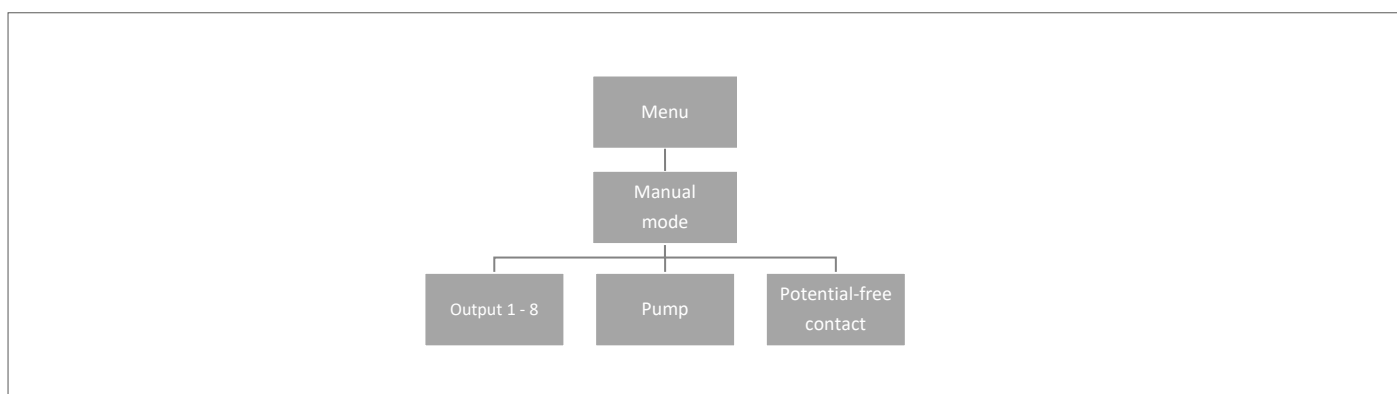 Menu
Manual
mode
Output 1 - 8
Pump
Potential-free
contact